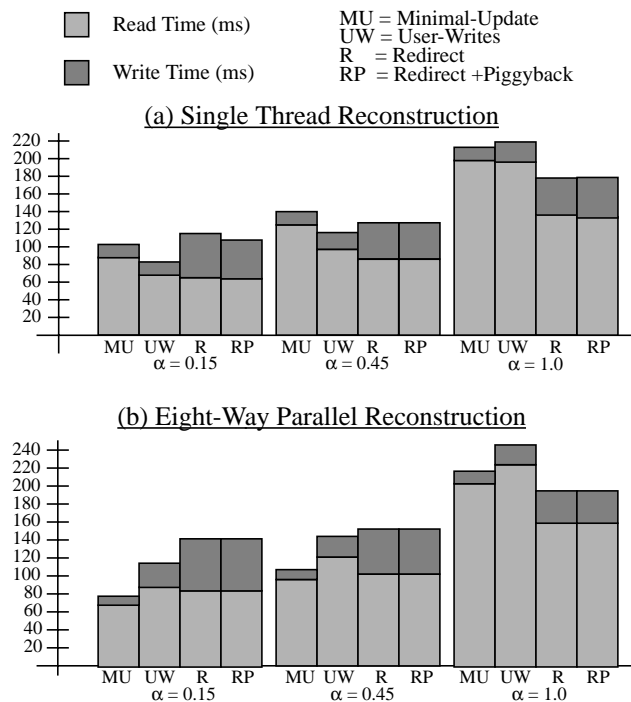 Read Time (ms)
Write Time (ms)
MU = Minimal-Update
UW = User-Writes
R = Redirect
RP = Redirect +Piggyback
(a) Single Thread Reconstruction
220
200
180
160
140
120
100
80
60
40
20
MU UW R RP MU UW R RP MU UW R RP
α = 0.15 α = 0.45 α = 1.0
(b) Eight-Way Parallel Reconstruction
240
220
200
180
160
140
120
100
80
60
40
20
MU UW R RP MU UW R RP MU UW R RP
α = 0.15 α = 0.45 α = 1.0